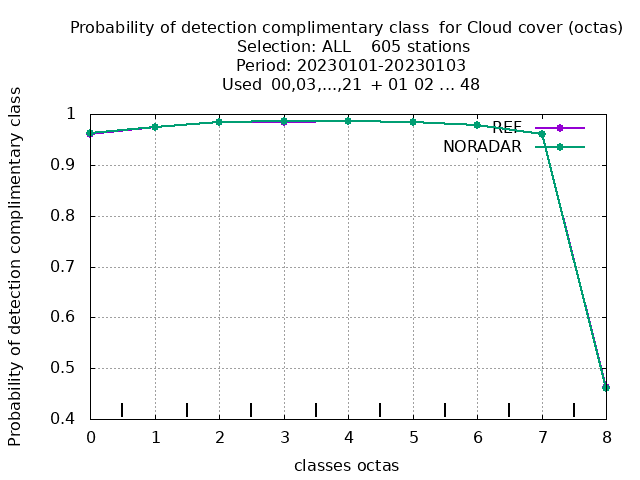 Probability of detection complimentary class for Cloud cover (octas)
Selection: ALL 605 stations
Period: 20230101-20230103
Used 00,03,...,21 + 01 02 ... 48
Probability of detection complimentary class
1
0.9
0.8
0.7
0.6
0.5
0.4
REF
NORADAR
0 1 2 3 4 5 6 7 8
classes octas